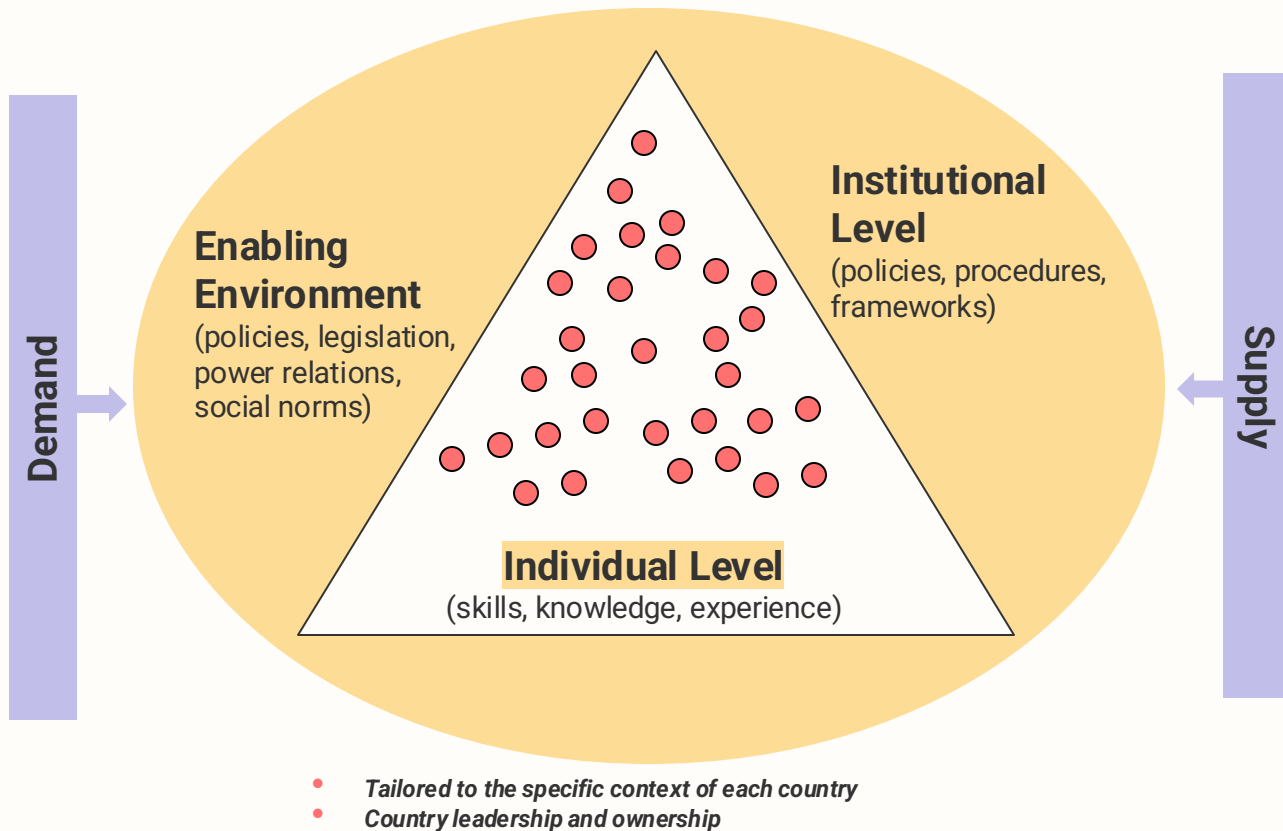 Demand
Enabling
Environment
(policies, legislation,
power relations,
social norms)
Institutional
Level
(policies, procedures,
frameworks)
Supply
Individual Level
(skills, knowledge, experience)
• Tailored to the specific context of each country
• Country leadership and ownership